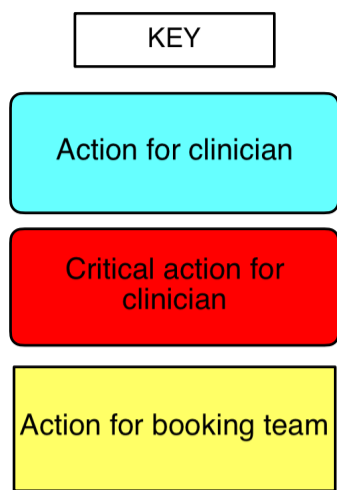 KEY
Action for clinician
Critical action for
clinician
Action for booking team